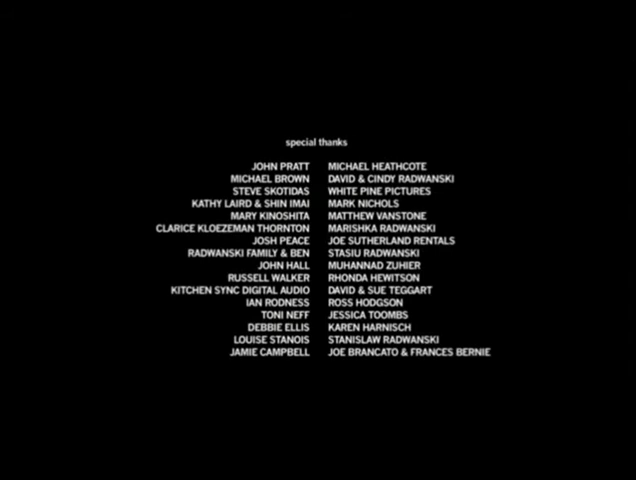 special thanks
JOHN PRATT MICHAEL HEATHCOTE
MICHAEL BROWN DAVID & CINDY RADWANSKI
STEVE SKOTIDAS WHITE PINE PICTURES
KATHY LAIRD & SHIN IMAI MARK NICHOLS
MARY KINOSHITA MATTHEW VANSTONE
CLARICE KLOEZEMAN THORNTON MARISHKA RADWANSKI
JOSH PEACE JOE SUTHERLAND RENTALS
RADWANSKI FAMILY & BEN STASIU RADWANSKI
JOHN HALL MUHANNAD ZUHIER
RUSSELL WALKER RHONDA HEWITSON
KITCHEN SYNC DIGITAL AUDIO DAVID & SUE TEGGART
IAN RODNESS ROSS HODGSON
TONI NEFF JESSICA TOOMBS
DEBBIE ELLIS KAREN HARNISCH
LOUISE STANOIS STANISLAW RADWANSKI
JAMIE CAMPBELL JOE BRANCATO & FRANCES BERNIE